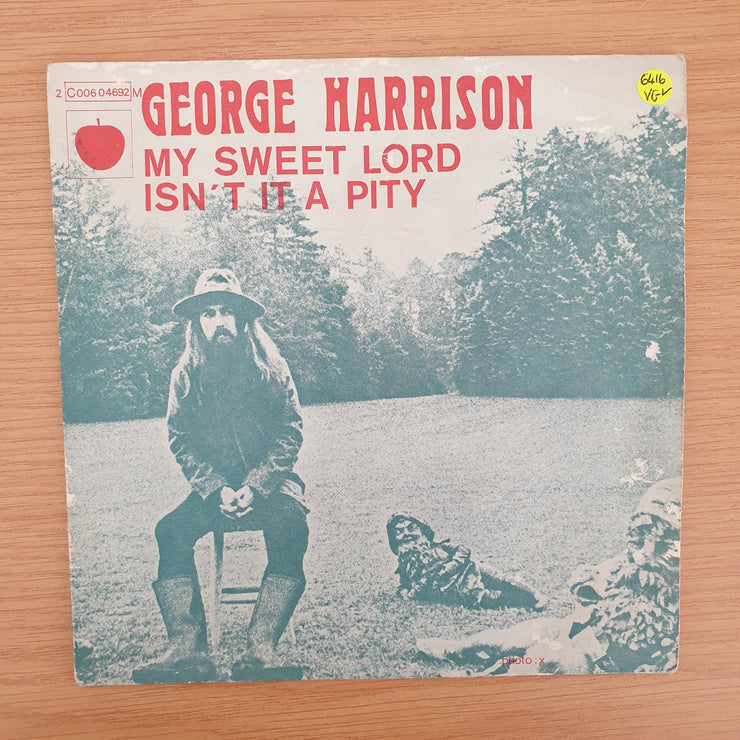 2 C006 04692 M
GEORGE HARRISON
MY SWEET LORD
ISN'T IT A PITY
6416
VG✓
photo : x